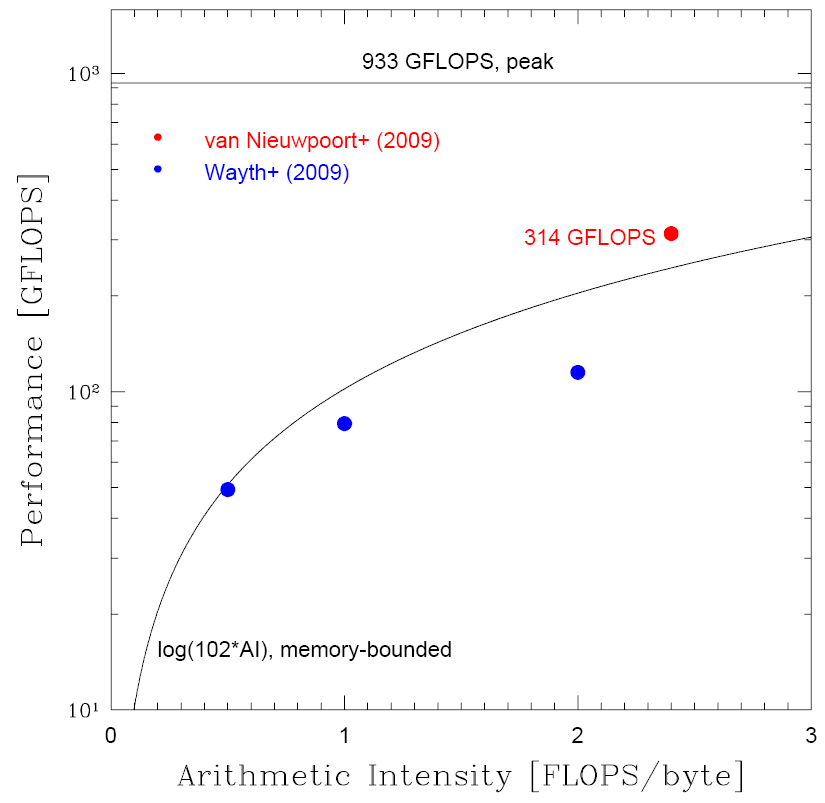 933 GFLOPS, peak
van Nieuwpoort+ (2009)
Wayth+ (2009)
314 GFLOPS
log(102*AI), memory-bounded
10³
10²
10¹
0 1 2 3
Performance [GFLOPS]
Arithmetic Intensity [FLOPS/byte]